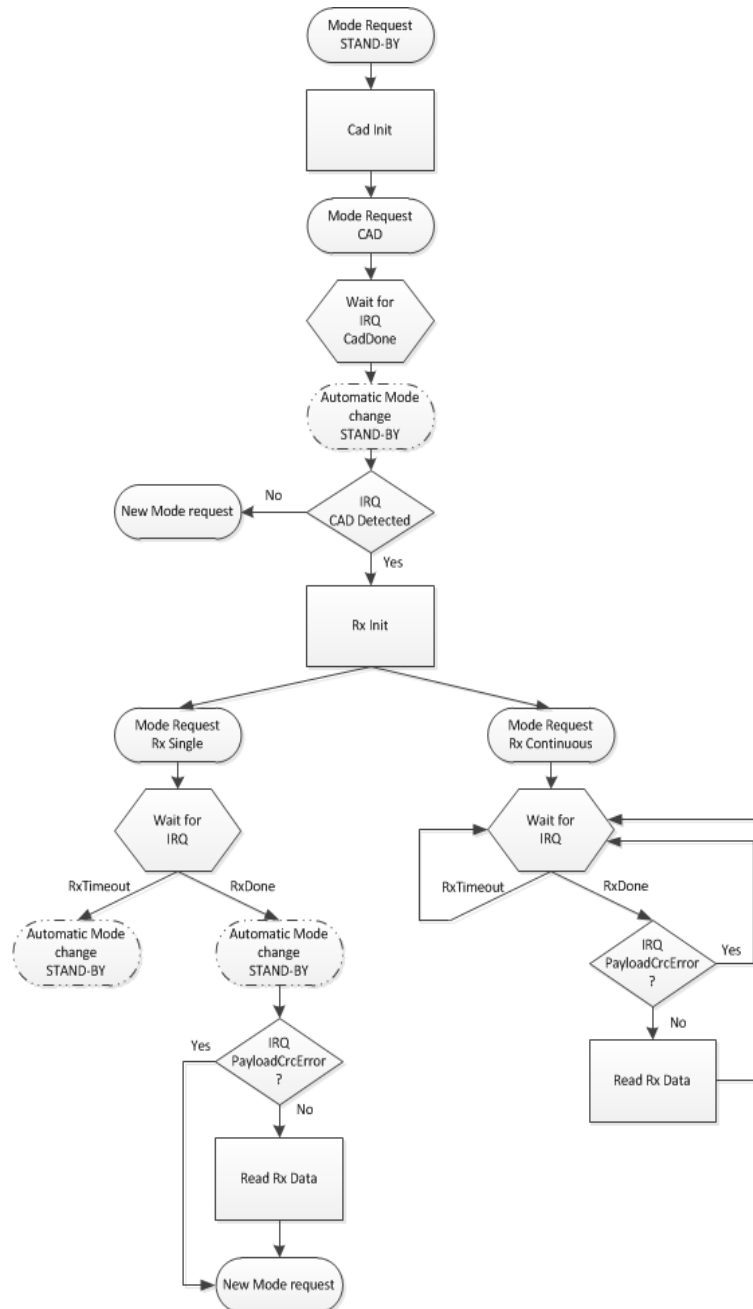 Mode Request
STAND-BY
Cad Init
Mode Request
CAD
Wait for
IRQ
CadDone
Automatic Mode
change
STAND-BY
IRQ
CAD Detected
No
New Mode request
Yes
Rx Init
Mode Request
Rx Single
Mode Request
Rx Continuous
Wait for
IRQ
Wait for
IRQ
RxTimeout
RxDone
RxTimeout
RxDone
Automatic Mode
change
STAND-BY
Automatic Mode
change
STAND-BY
IRQ
PayloadCrcError
?
Yes
No
Read Rx Data
IRQ
PayloadCrcError
?
Yes
No
Read Rx Data
New Mode request